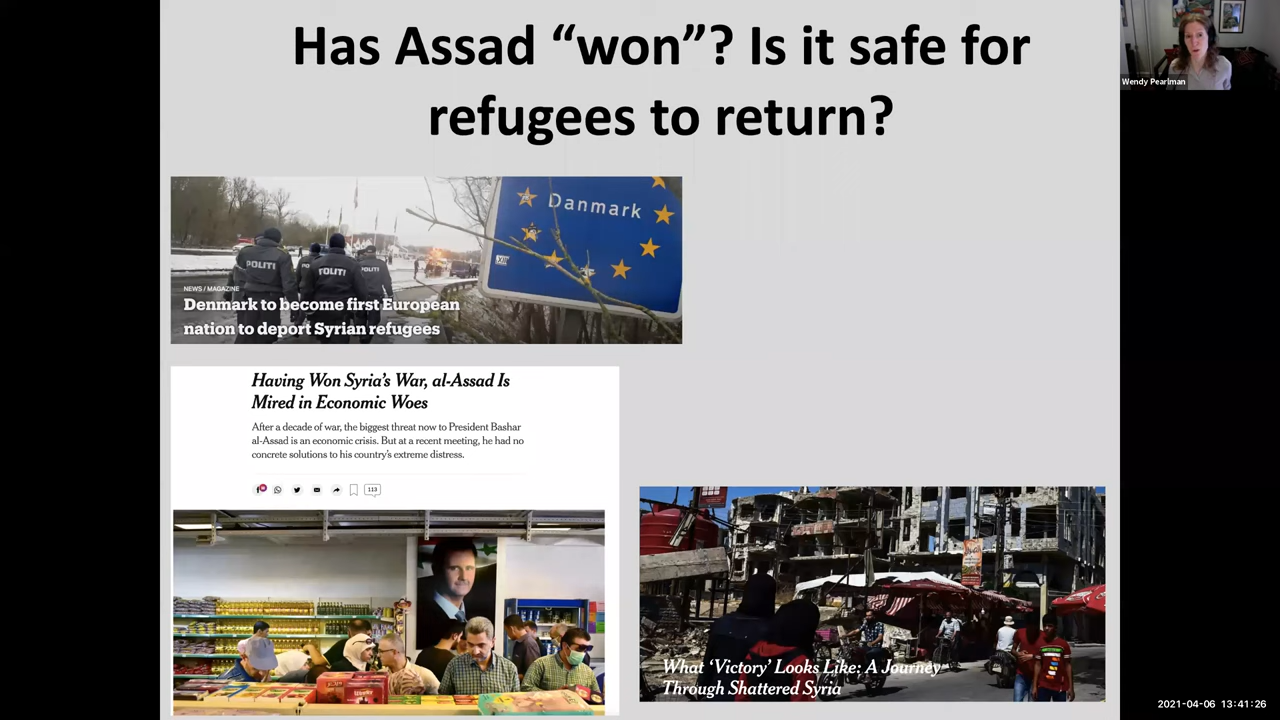 Has Assad “won”? Is it safe for
refugees to return?
Wendy Pearlman
Danmark
POLITI
POLITI
POLITI
NEWS / MAGAZINE
Denmark to become first European
nation to deport Syrian refugees
Having Won Syria’s War, al-Assad Is
Mired in Economic Woes
After a decade of war, the biggest threat now to President Bashar
al-Assad is an economic crisis. But at a recent meeting, he had no
concrete solutions to his country’s extreme distress.
113
What ‘Victory’ Looks Like: A Journey
Through Shattered Syria
2021-04-06 13:41:26